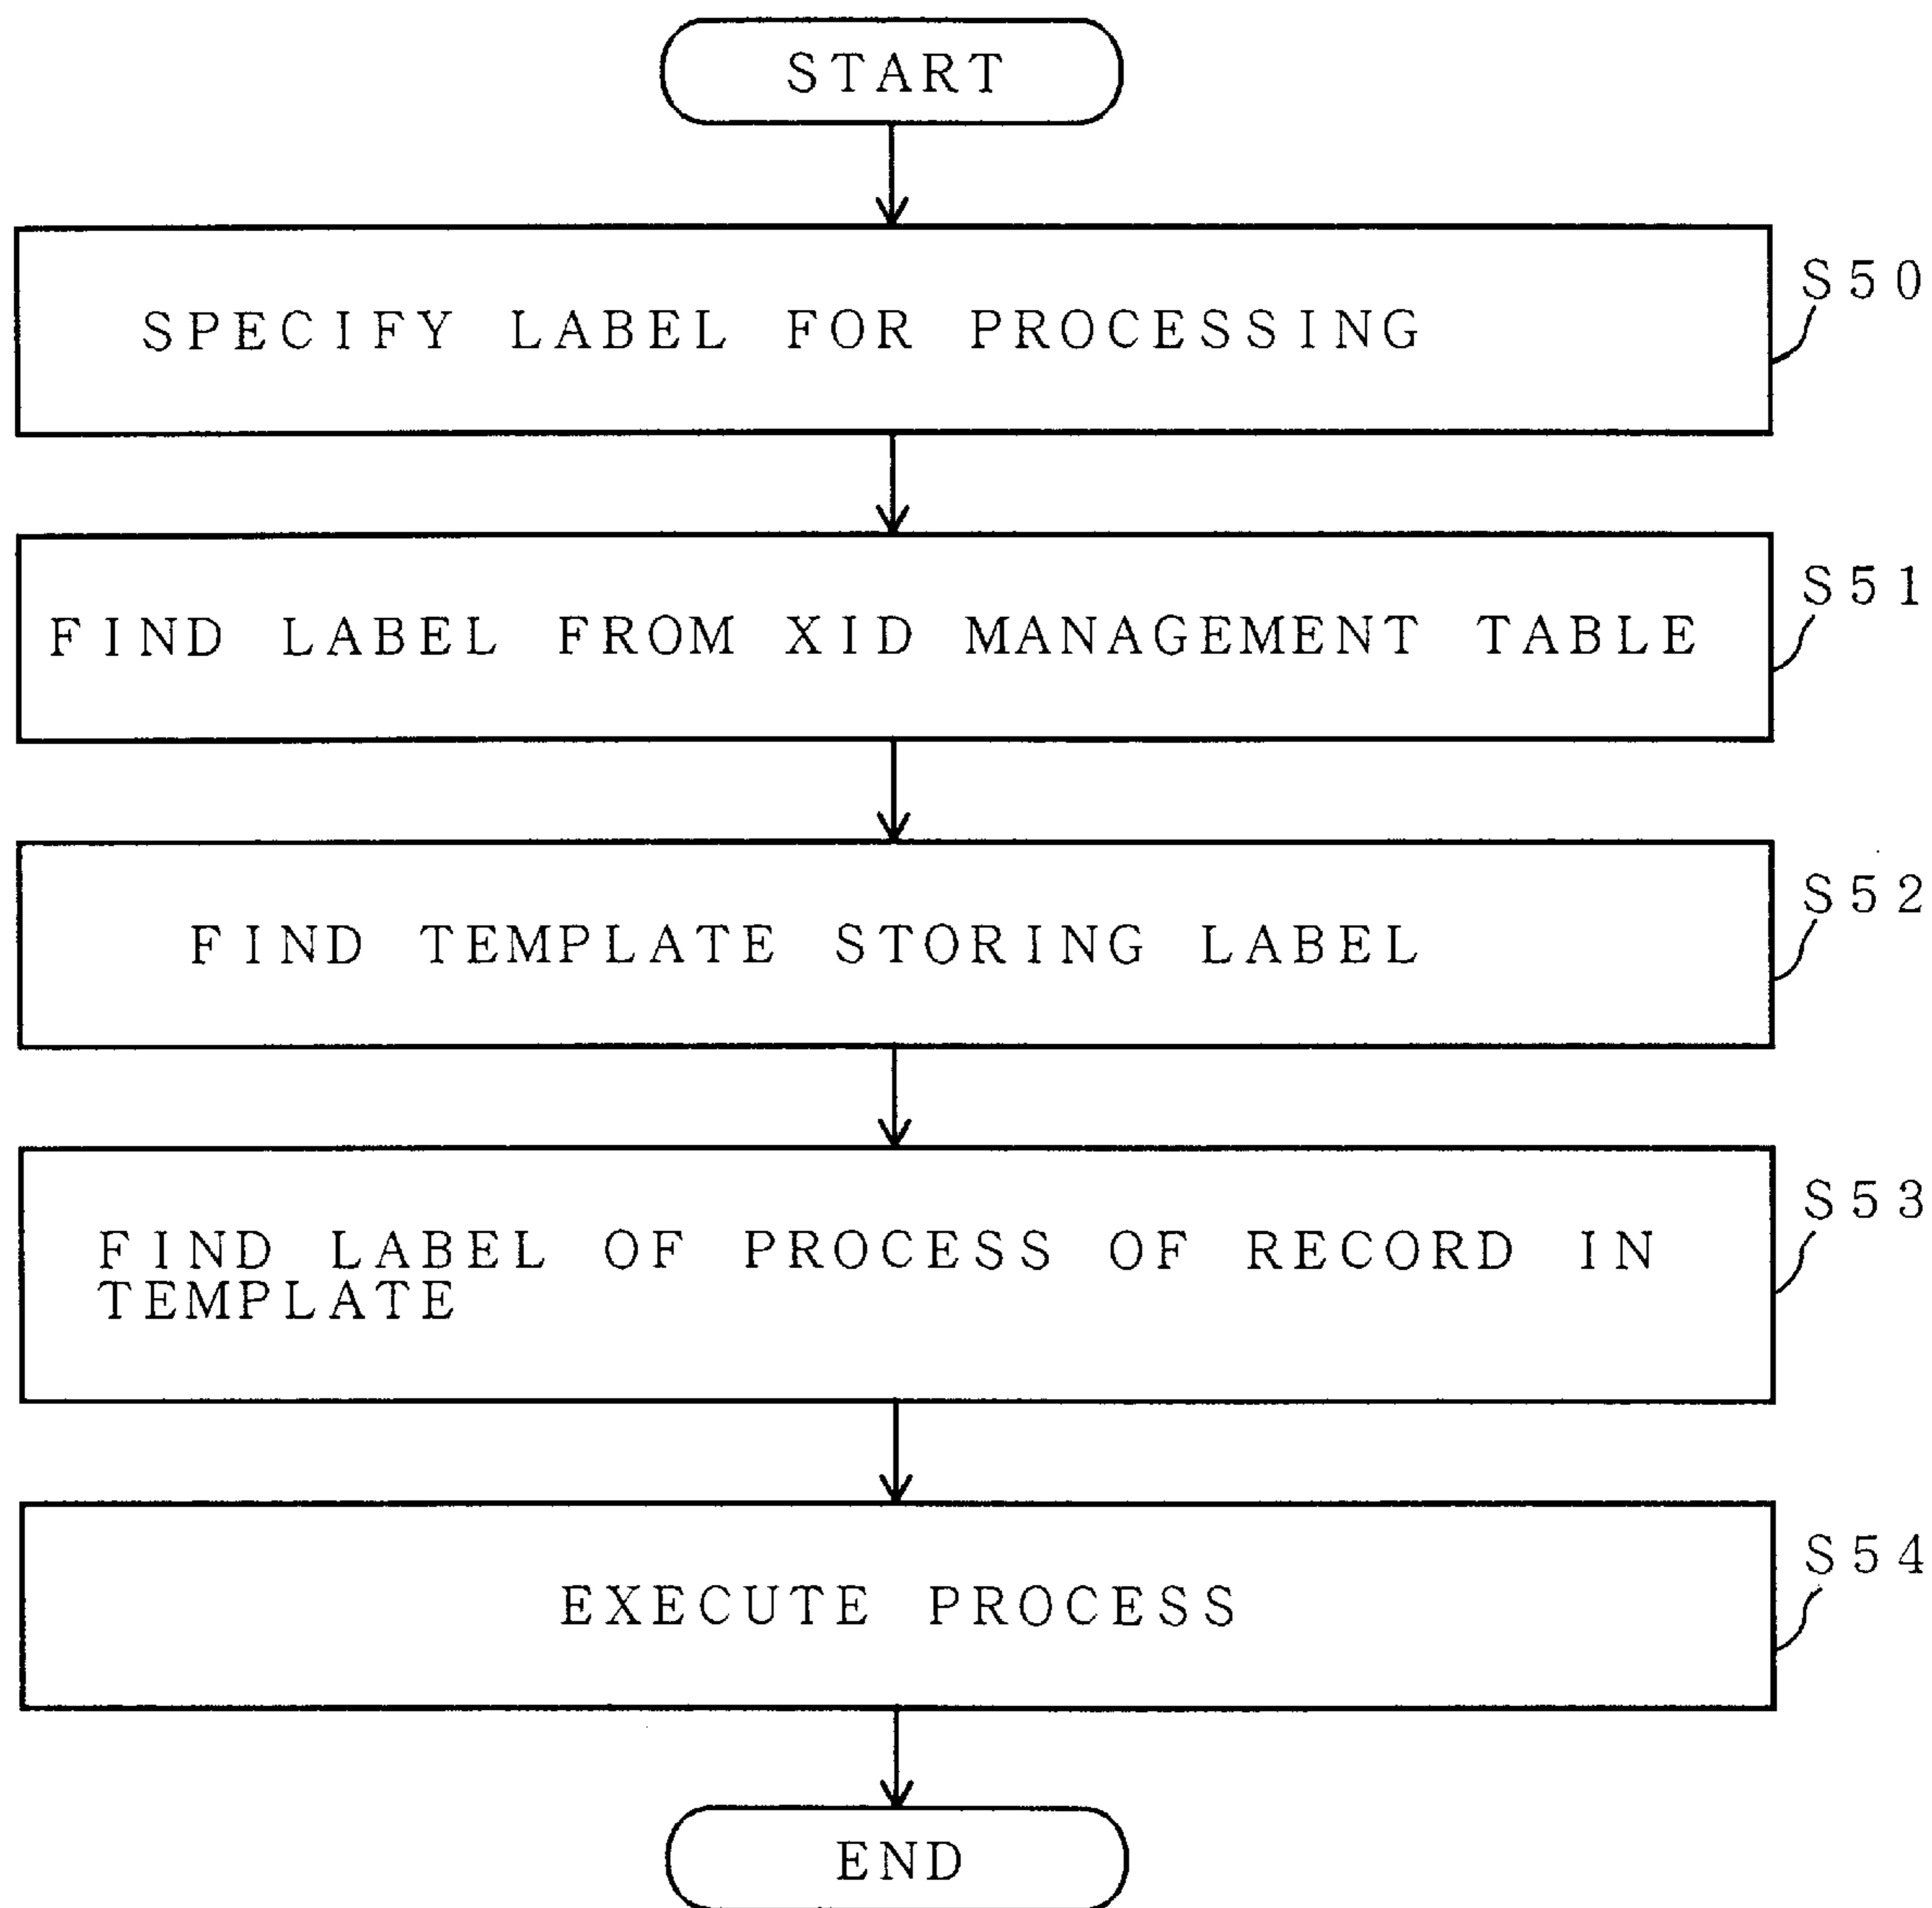 START
S50
SPECIFY LABEL FOR PROCESSING
S51
FIND LABEL FROM XID MANAGEMENT TABLE
S52
FIND TEMPLATE STORING LABEL
S53
FIND LABEL OF PROCESS OF RECORD IN
TEMPLATE
S54
EXECUTE PROCESS
END